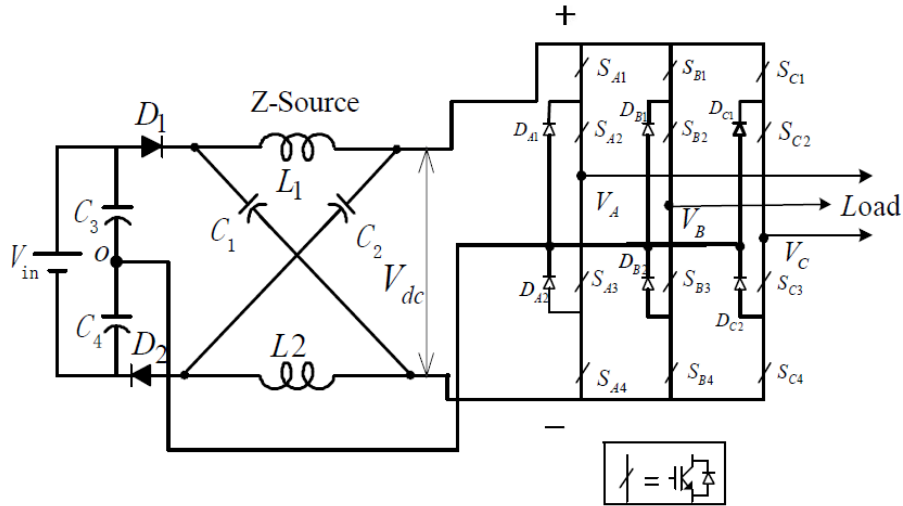 +
Z-Source
D1
L1
C1
C2
C3
Vin
o
C4
D2
L2
Vdc
SA1
SB1
SC1
DA1
DB1
DC1
SA2
SB2
SC2
VA
VB
VC
Load
DA2
DB2
DC2
SA3
SB3
SC3
SA4
SB4
SC4
−
=